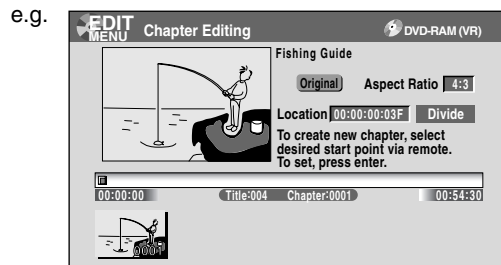 e.g.
EDIT
MENU
Chapter Editing
DVD-RAM (VR)
Fishing Guide
Original Aspect Ratio 4:3
Location 00:00:00:03F Divide
To create new chapter, select
desired start point via remote.
To set, press enter.
00:00:00 Title:004 Chapter:0001 00:54:30
0001